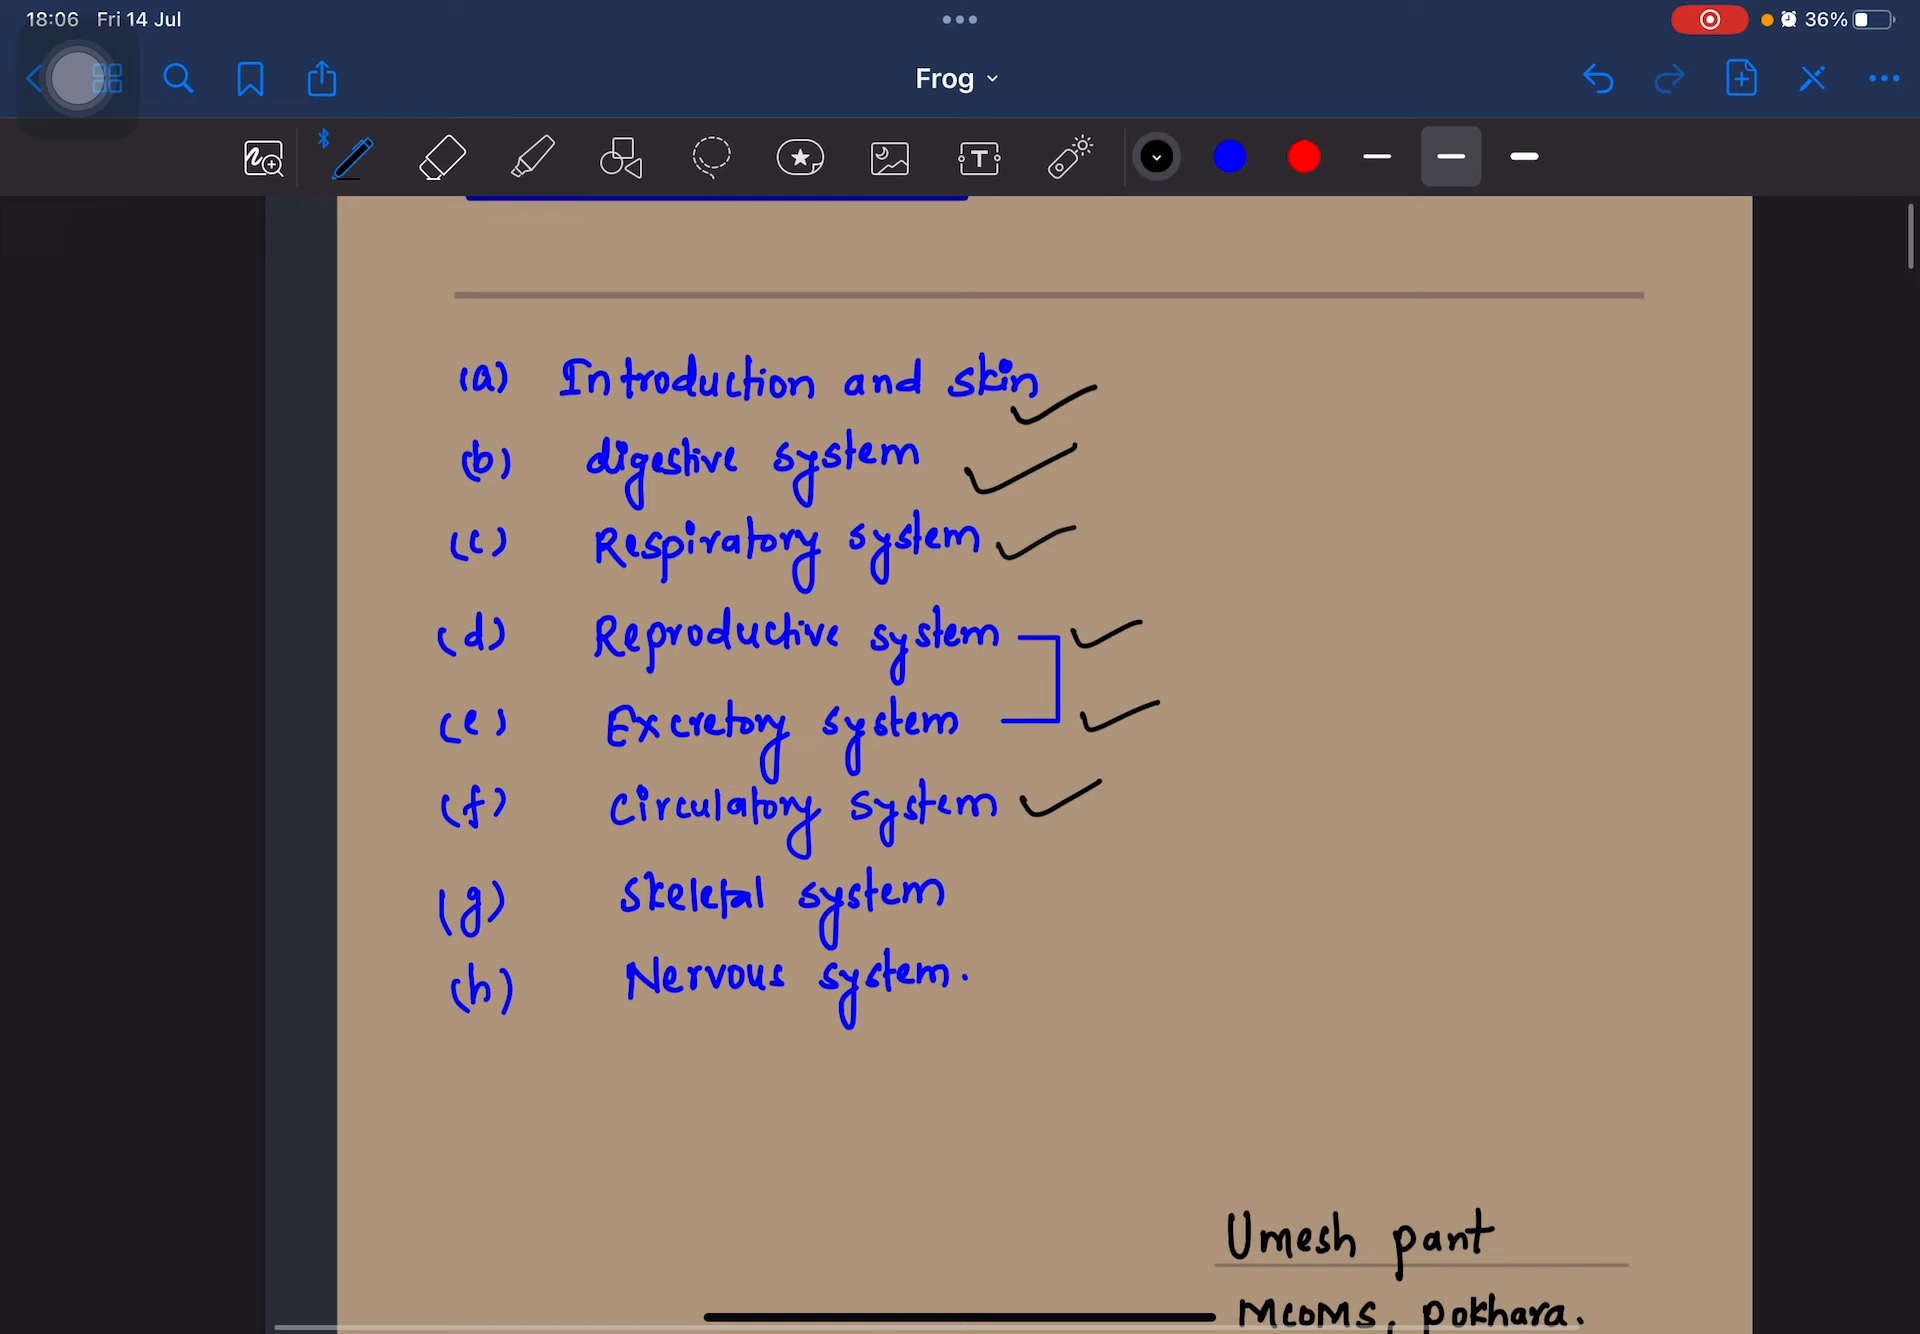 18:06 Fri 14 Jul
36%
Frog
T
(a) Introduction and skin
(b) digestive system
(c) Respiratory system
(d) Reproductive system
(e) Excretory system
(f) circulatory system
(g) skeletal system
(h) Nervous system.
Umesh pant
MCOMS, pokhara.